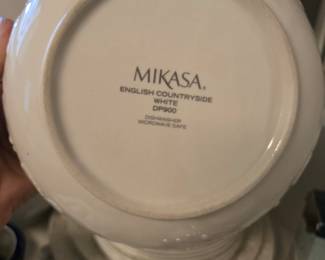 MIKASA®
ENGLISH COUNTRYSIDE
WHITE
DP900
DISHWASHER
MICROWAVE SAFE